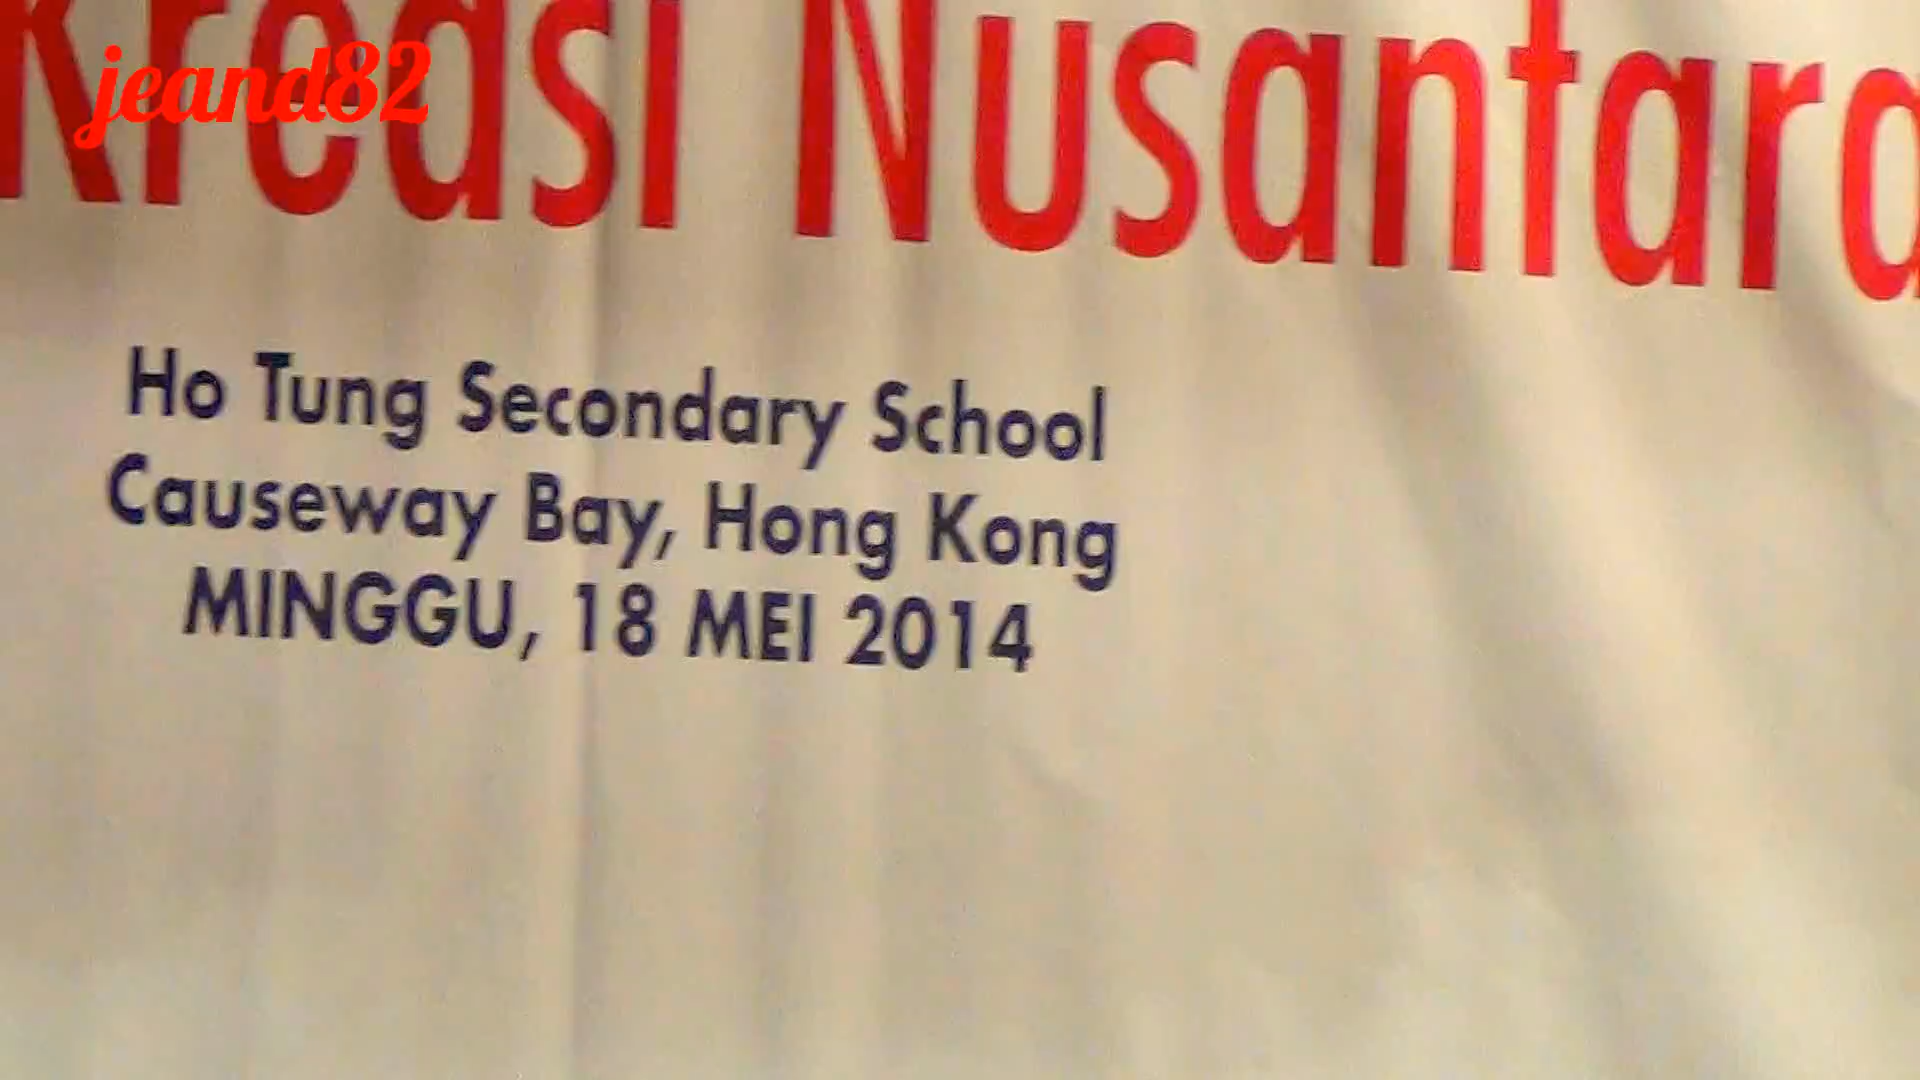 jeand82
Kreasi Nusantara
Ho Tung Secondary School
Causeway Bay, Hong Kong
MINGGU, 18 MEI 2014